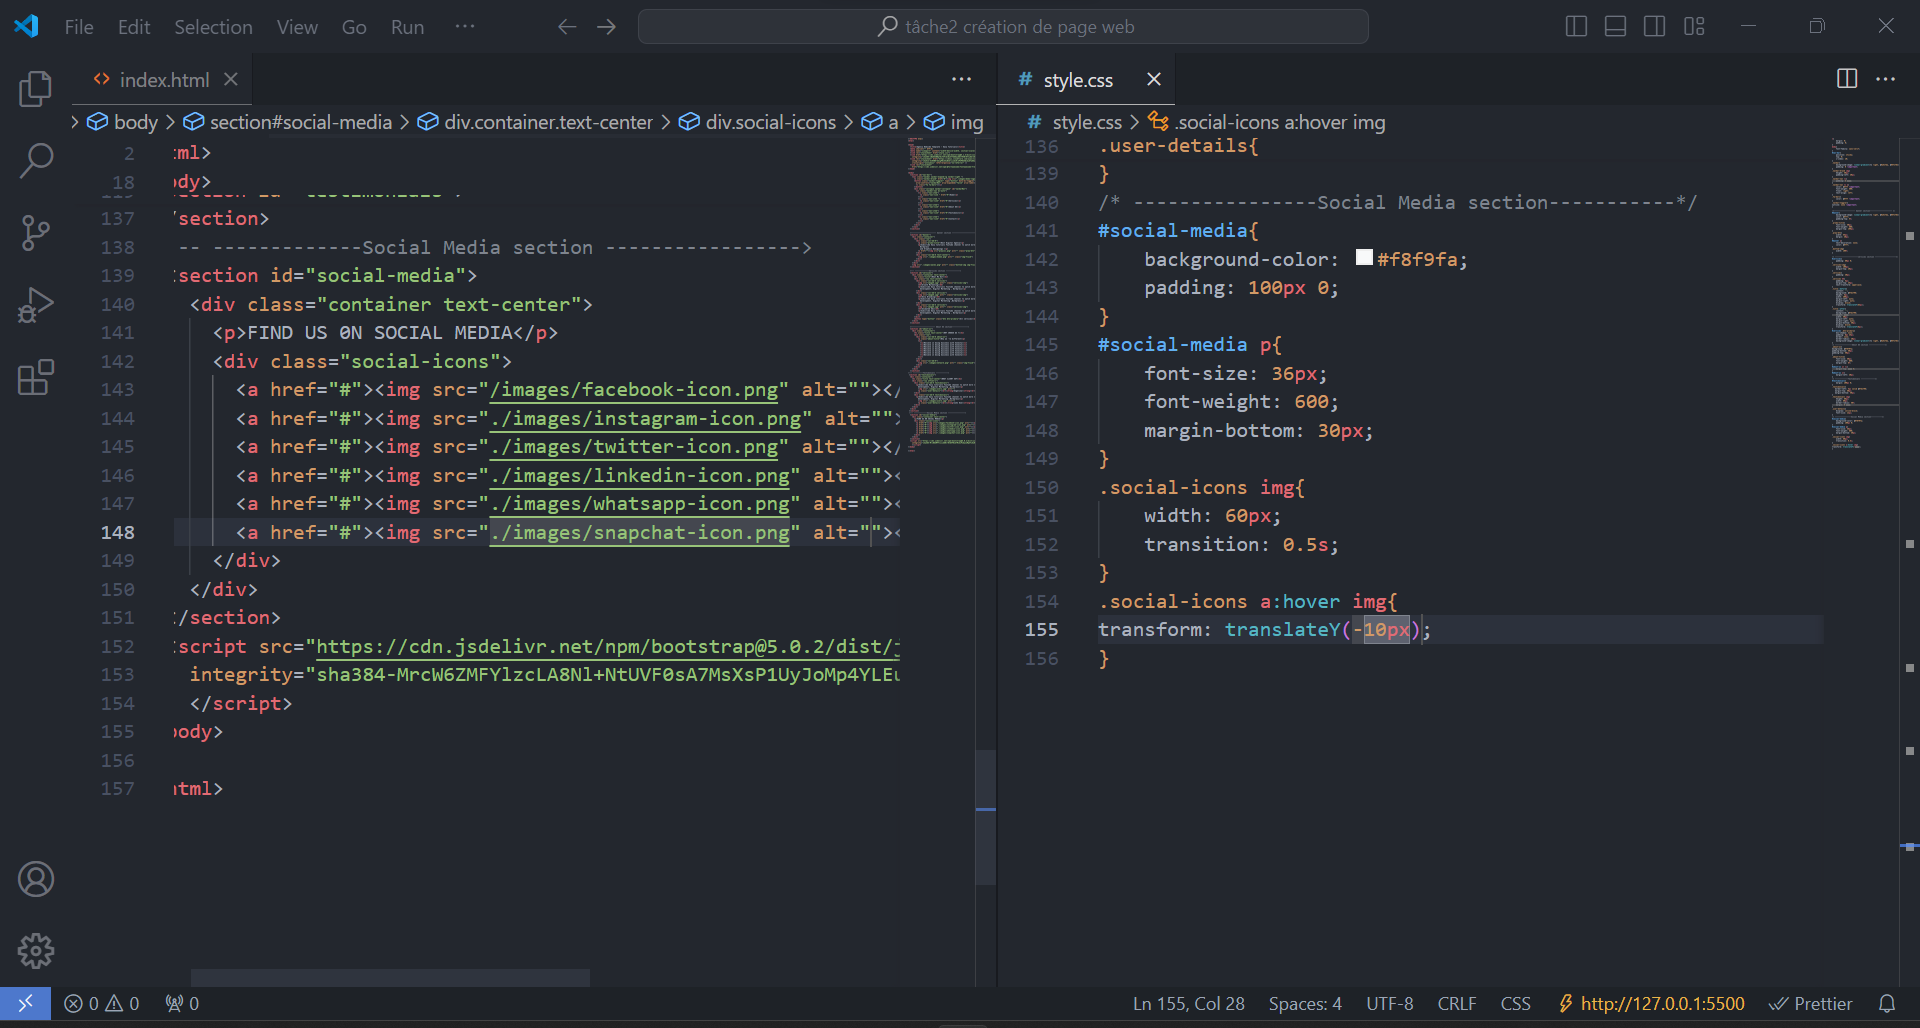 File Edit Selection View Go Run ··· tâche2 création de page web
index.html
> body > section#social-media > div.container.text-center > div.social-icons > a > img
2 ml>
18 dy>
137 /section>
138 -- -------------Social Media section ----------------->
139 section id="social-media">
140 <div class="container text-center">
141 <p>FIND US 0N SOCIAL MEDIA</p>
142 <div class="social-icons">
143 <a href="#"><img src="/images/facebook-icon.png" alt=""></
144 <a href="#"><img src="./images/instagram-icon.png" alt="">
145 <a href="#"><img src="./images/twitter-icon.png" alt=""></
146 <a href="#"><img src="./images/linkedin-icon.png" alt=""><
147 <a href="#"><img src="./images/whatsapp-icon.png" alt=""><
148 <a href="#"><img src="./images/snapchat-icon.png" alt=""><
149 </div>
150 </div>
151 /section>
152 script src="https://cdn.jsdelivr.net/npm/bootstrap@5.0.2/dist/j
153 integrity="sha384-MrcW6ZMFYlzcLA8Nl+NtUVF0sA7MsXsP1UyJoMp4YLEu
154 </script>
155 body>
156
157 html>
# style.css
# style.css > .social-icons a:hover img
136 .user-details{
139 }
140 /* ----------------Social Media section-----------*/
141 #social-media{
142 background-color: #f8f9fa;
143 padding: 100px 0;
144 }
145 #social-media p{
146 font-size: 36px;
147 font-weight: 600;
148 margin-bottom: 30px;
149 }
150 .social-icons img{
151 width: 60px;
152 transition: 0.5s;
153 }
154 .social-icons a:hover img{
155 transform: translateY(-10px);
156 }
0 0 0 Ln 155, Col 28 Spaces: 4 UTF-8 CRLF CSS http://127.0.0.1:5500 Prettier